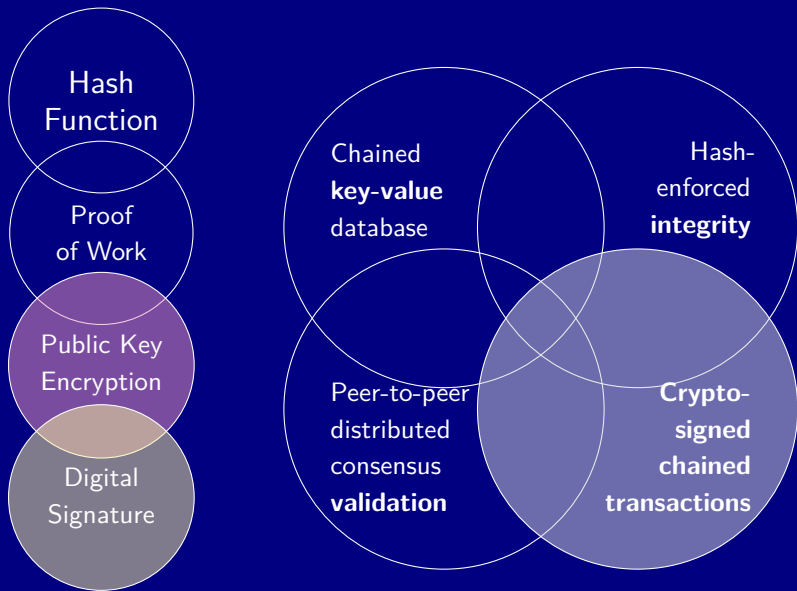 Hash
Function
Proof
of Work
Public Key
Encryption
Digital
Signature
Chained
key-value
database
Hash-
enforced
integrity
Peer-to-peer
distributed
consensus
validation
Crypto-
signed
chained
transactions